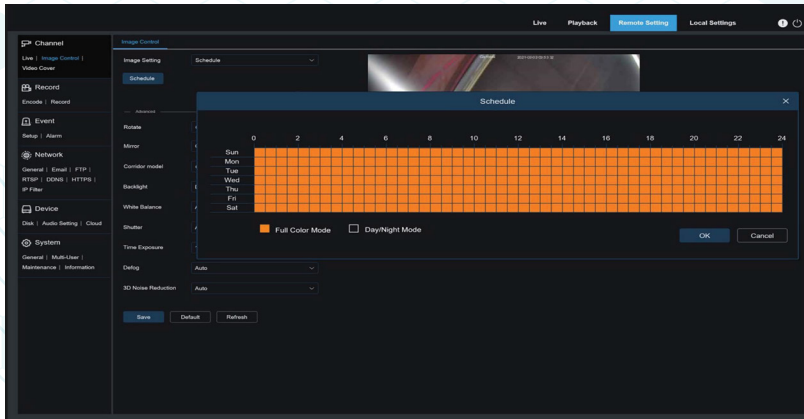 Live Playback Remote Setting Local Settings
Channel
Live | Image Control |
Video Cover
Record
Encode | Record
Event
Setup | Alarm
Network
General | Email | FTP |
RTSP | DDNS | HTTPS |
IP Filter
Device
Disk | Audio Setting | Cloud
System
General | Multi-User |
Maintenance | Information
Image Control
Image Setting Schedule
Schedule
Advanced
Rotate
Mirror
Corridor model
Backlight
White Balance
Shutter
Time Exposure
Defog Auto
3D Noise Reduction Auto
Save Default Refresh
Schedule
0 2 4 6 8 10 12 14 16 18 20 22 24
Sun
Mon
Tue
Wed
Thu
Fri
Sat
Full Color Mode Day/Night Mode
OK Cancel